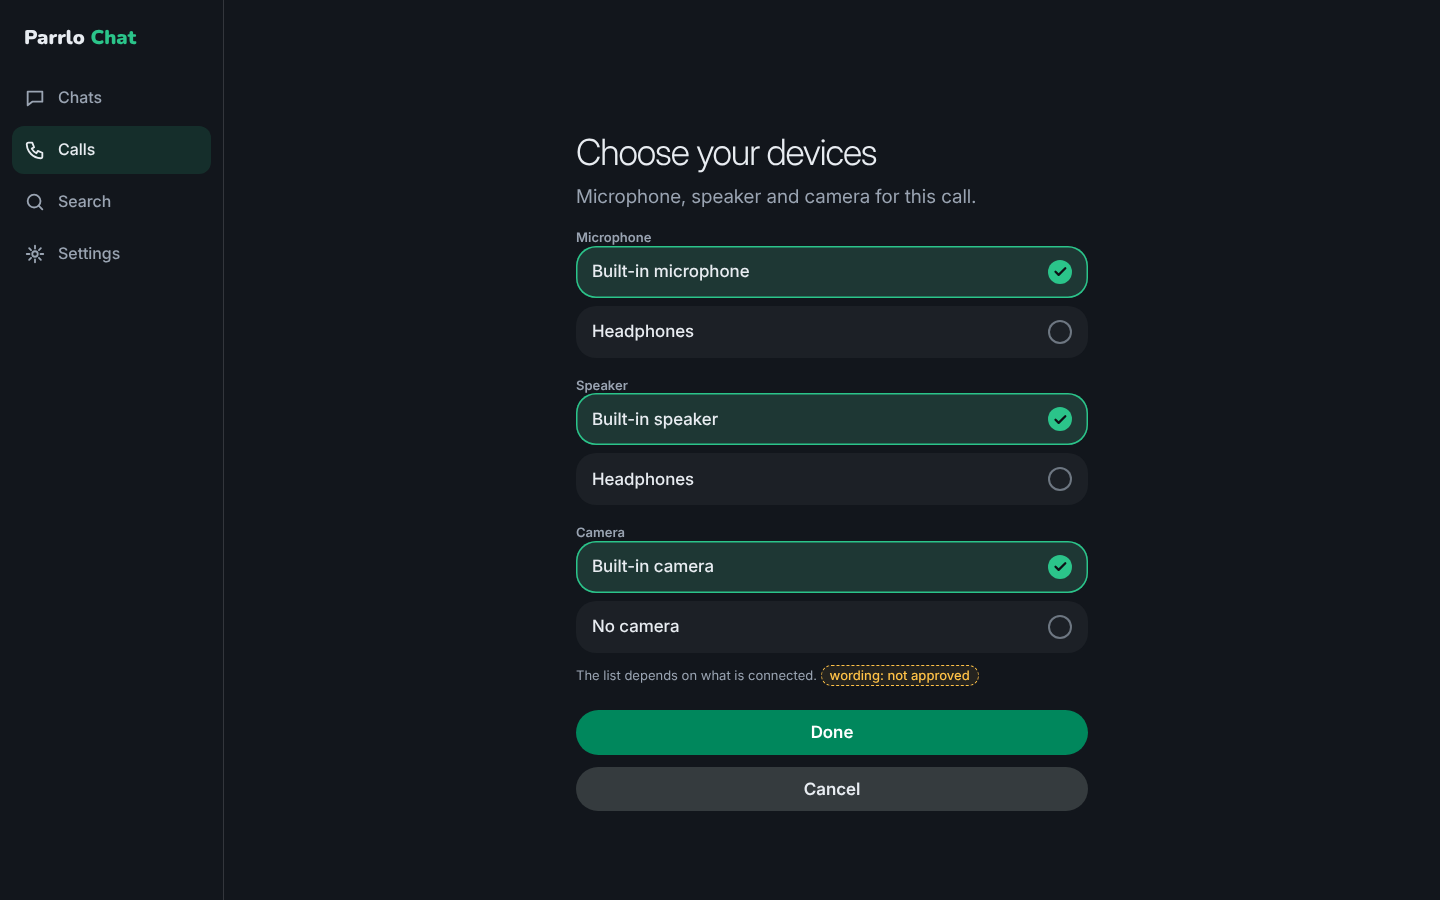 Parrlo Chat
Chats
Calls
Search
Settings
Choose your devices
Microphone, speaker and camera for this call.
Microphone
Built-in microphone
Headphones
Speaker
Built-in speaker
Headphones
Camera
Built-in camera
No camera
The list depends on what is connected. wording: not approved
Done
Cancel